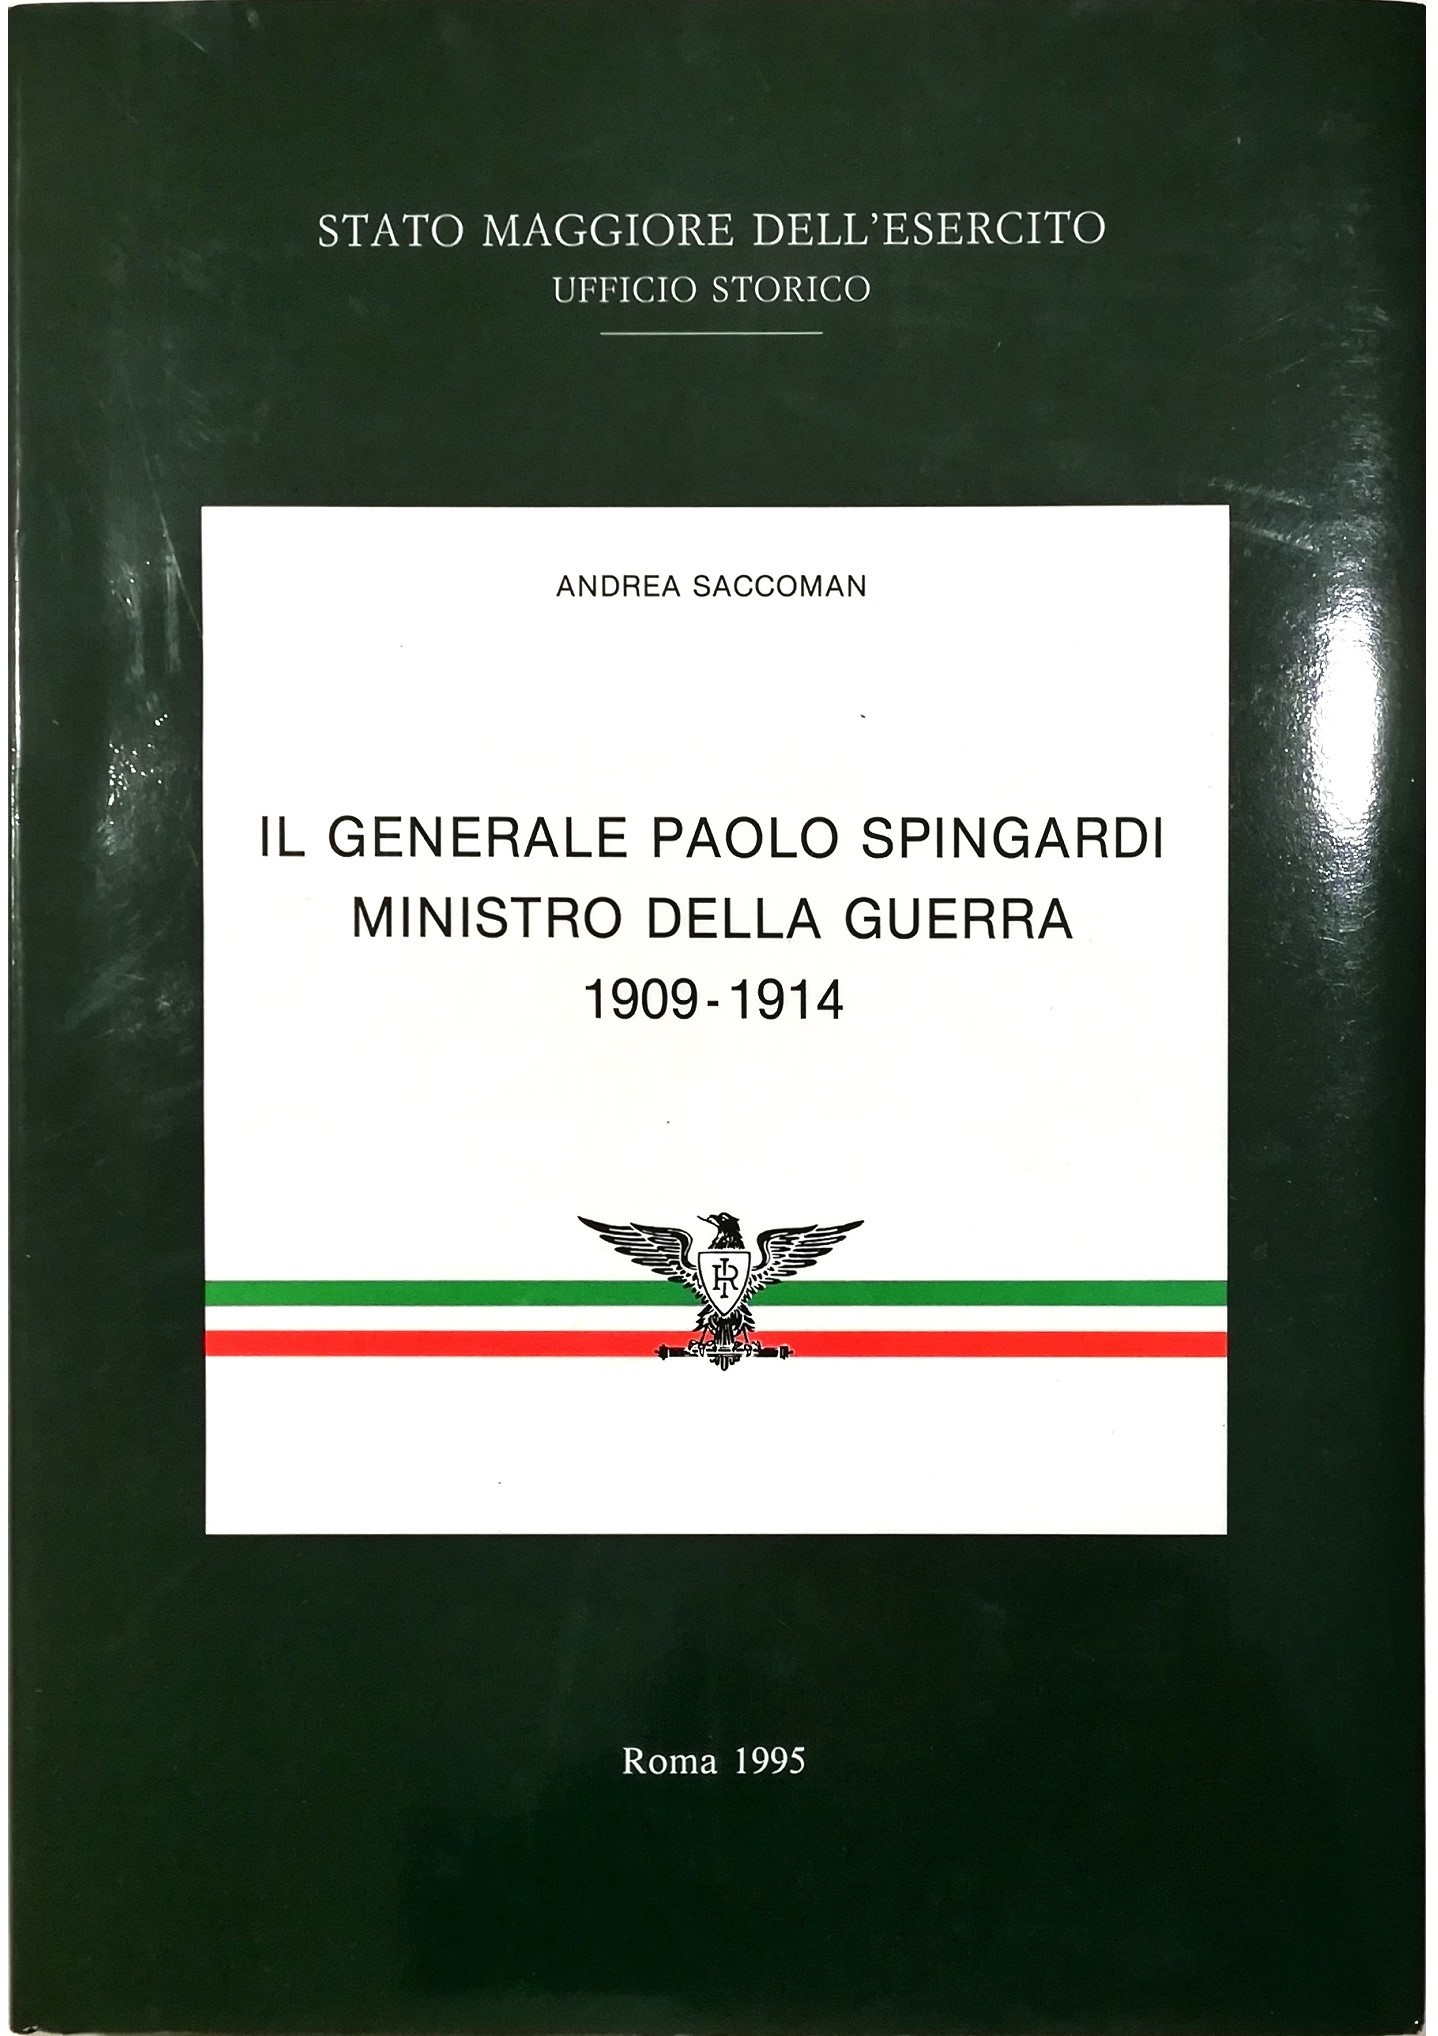 STATO MAGGIORE DELL'ESERCITO
UFFICIO STORICO
ANDREA SACCOMAN
IL GENERALE PAOLO SPINGARDI
MINISTRO DELLA GUERRA
1909-1914
RI
Roma 1995